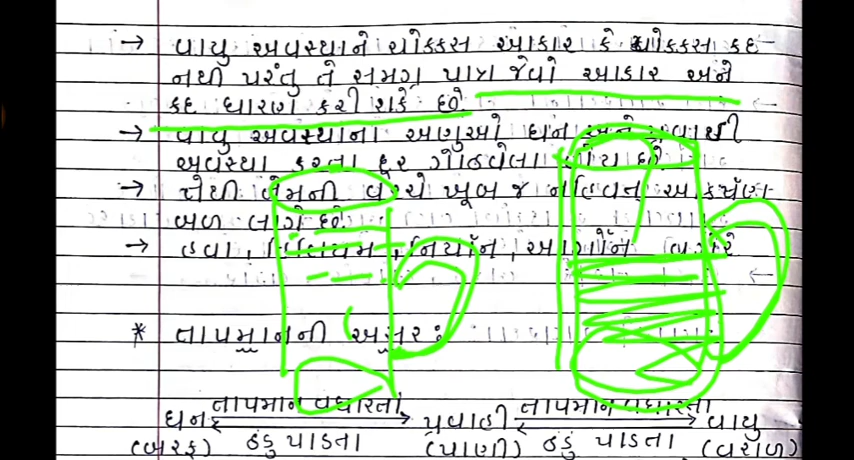 → વાયુ અવસ્થાને ચોક્કસ આકાર કે ચોક્કસ કદ
નથી પરંતુ તે સમગ્ર પાત્ર જેવો આકાર અને
કદ ધારણ કરી શકે છે.
→ વાયુ અવસ્થાના અણુઓ ઘન અને પ્રવાહી
અવસ્થા કરતા દૂર ગોઠવેલા હોય છે.
→ તેથી તેમની વચ્ચે ખૂબ જ નહિવત્ આકર્ષણ
બળ લાગે છે.
→ હવા, હિલિયમ, નિયોન, આર્ગોન વગેરે
* તાપમાનની અસર :
ઘન તાપમાન વધારતા → પ્રવાહી તાપમાન વધારતા → વાયુ
(બરફ) ઠંડુ પાડતા (પાણી) ઠંડુ પાડતા (વરાળ)